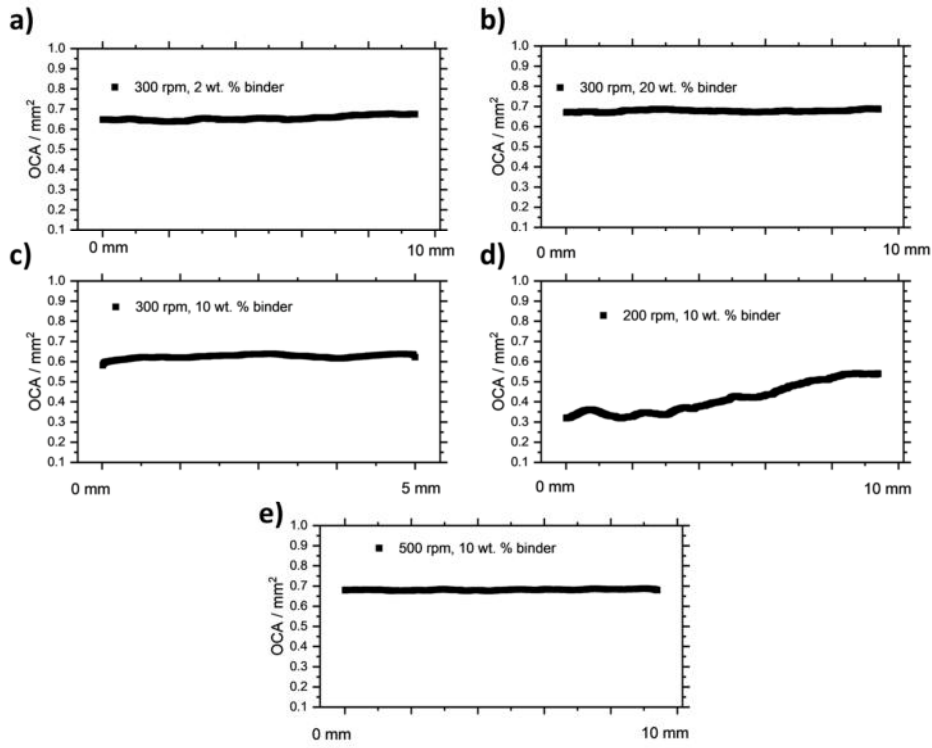 a)
1.0
0.9
0.8
0.7
0.6
0.5
0.4
0.3
0.2
0.1
OCA / mm²
300 rpm, 2 wt. % binder
0 mm
10 mm
b)
1.0
0.9
0.8
0.7
0.6
0.5
0.4
0.3
0.2
0.1
OCA / mm²
300 rpm, 20 wt. % binder
0 mm
10 mm
c)
1.0
0.9
0.8
0.7
0.6
0.5
0.4
0.3
0.2
0.1
OCA / mm²
300 rpm, 10 wt. % binder
0 mm
5 mm
d)
1.0
0.9
0.8
0.7
0.6
0.5
0.4
0.3
0.2
0.1
OCA / mm²
200 rpm, 10 wt. % binder
0 mm
10 mm
e)
1.0
0.9
0.8
0.7
0.6
0.5
0.4
0.3
0.2
0.1
OCA / mm²
500 rpm, 10 wt. % binder
0 mm
10 mm